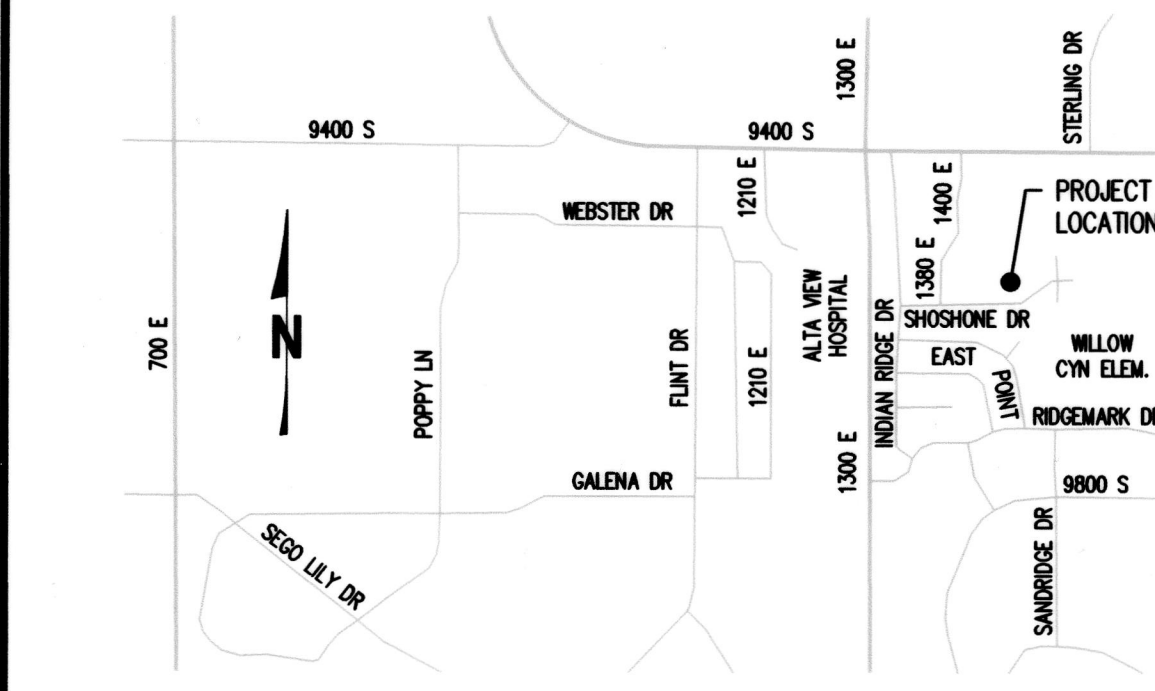 1300 E
STERLING DR
9400 S
9400 S
1210 E
1400 E
PROJECT
LOCATION
WEBSTER DR
1380 E
ALTA VIEW
HOSPITAL
INDIAN RIDGE DR
SHOSHONE DR
N
700 E
POPPY LN
FLINT DR
1210 E
EAST
POINT
WILLOW
CYN ELEM.
RIDGEMARK DR
1300 E
GALENA DR
9800 S
SEGO LILY DR
SANDRIDGE DR